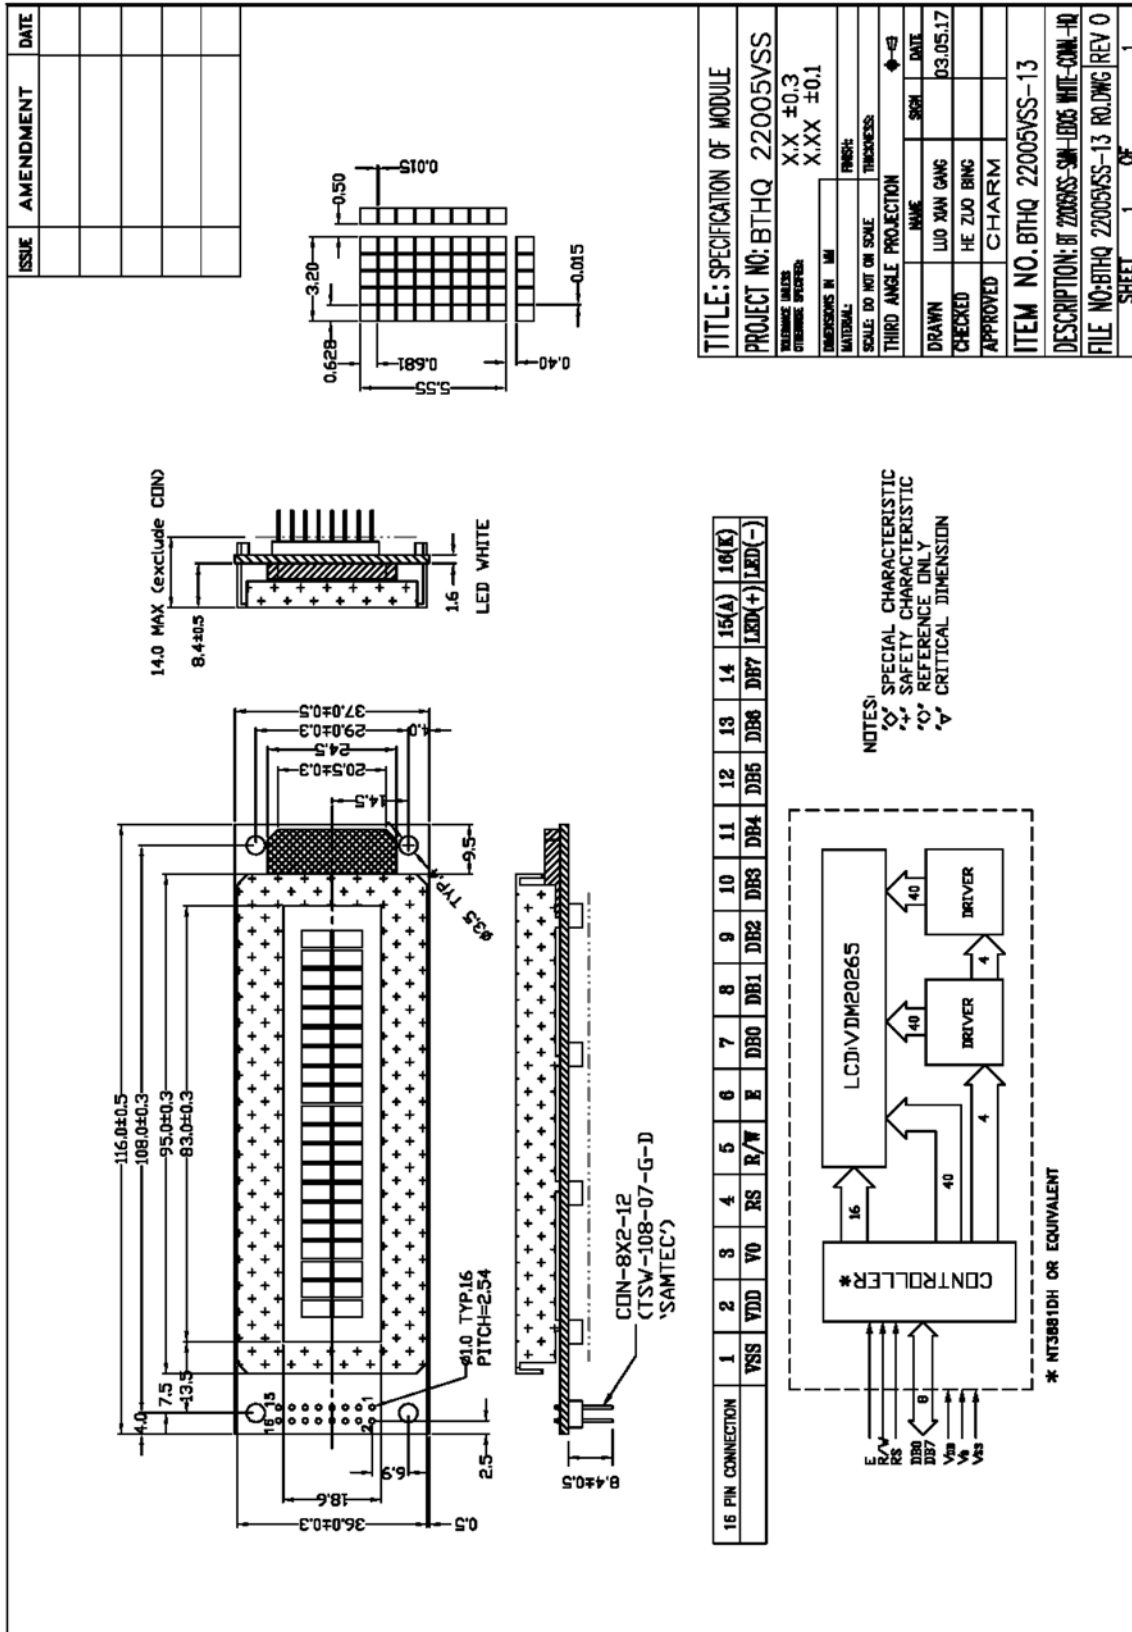 ISSUE AMENDMENT DATE
14.0 MAX (exclude CON)
8.4±0.5
1.6
LED WHITE
0.628
3.20
0.50
0.015
5.55
0.681
0.40
0.015
116.0±0.5
108.0±0.3
95.0±0.3
83.0±0.3
4.0
7.5
13.5
16 15
2 1
Ø1.0 TYP.16
PITCH=2.54
2.5
6.9
18.6
36.0±0.3
0.5
37.0±0.5
29.0±0.3
24.5
20.5±0.3
14.5
4.0
9.5
Ø3.5 TYP.4
8.4±0.5
CON-8X2-12
(TSW-108-07-G-D
'SAMTEC')
16 PIN CONNECTION 1 2 3 4 5 6 7 8 9 10 11 12 13 14 15(A) 16(K)
VSS VDD V0 RS R/W E DB0 DB1 DB2 DB3 DB4 DB5 DB6 DB7 LED(+) LED(-)
E
R/W
RS
DB0
DB7
8
VDD
V0
VSS
CONTROLLER*
16
40
4
LCD:VDM20265
40
DRIVER
4
40
DRIVER
* NT3881DH OR EQUIVALENT
NOTES:
"◇" SPECIAL CHARACTERISTIC
"+" SAFETY CHARACTERISTIC
"○" REFERENCE ONLY
"▽" CRITICAL DIMENSION
TITLE: SPECIFICATION OF MODULE
PROJECT NO: BTHQ 22005VSS
TOLERANCE UNLESS
OTHERWISE SPECIFIED:
X.X ±0.3
X.XX ±0.1
DIMENSIONS IN MM
MATERIAL: FINISH:
SCALE: DO NOT ON SCALE THICKNESS:
THIRD ANGLE PROJECTION
NAME SIGN DATE
DRAWN LUO XIAN GANG 03.05.17
CHECKED HE ZUO BING
APPROVED CHARM
ITEM NO. BTHQ 22005VSS-13
DESCRIPTION:
FILE NO:BTHQ 22005VSS-13 R0.DWG REV 0
SHEET 1 OF 1